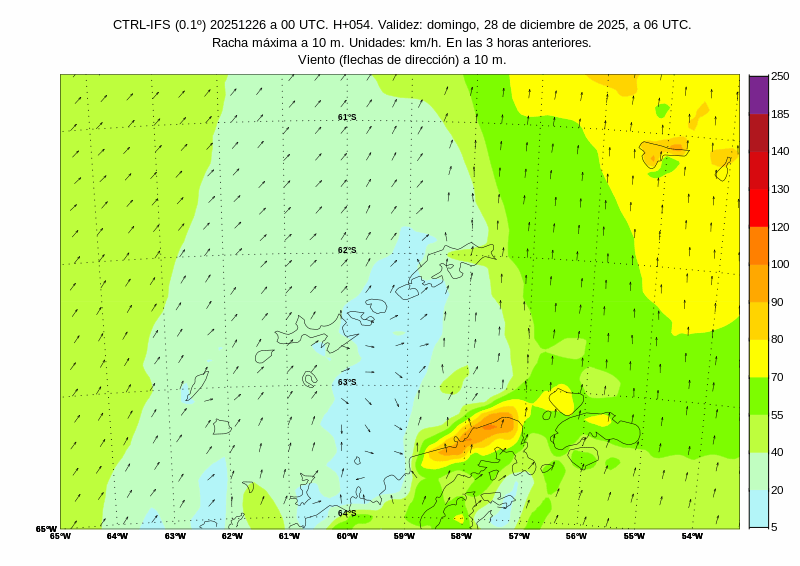 CTRL-IFS (0.1º) 20251226 a 00 UTC. H+054. Validez: domingo, 28 de diciembre de 2025, a 06 UTC.
Racha máxima a 10 m. Unidades: km/h. En las 3 horas anteriores.
Viento (flechas de dirección) a 10 m.
250
185
140
130
120
100
90
80
70
55
40
20
5
61°S
62°S
63°S
64°S
65°W
65°W 64°W 63°W 62°W 61°W 60°W 59°W 58°W 57°W 56°W 55°W 54°W